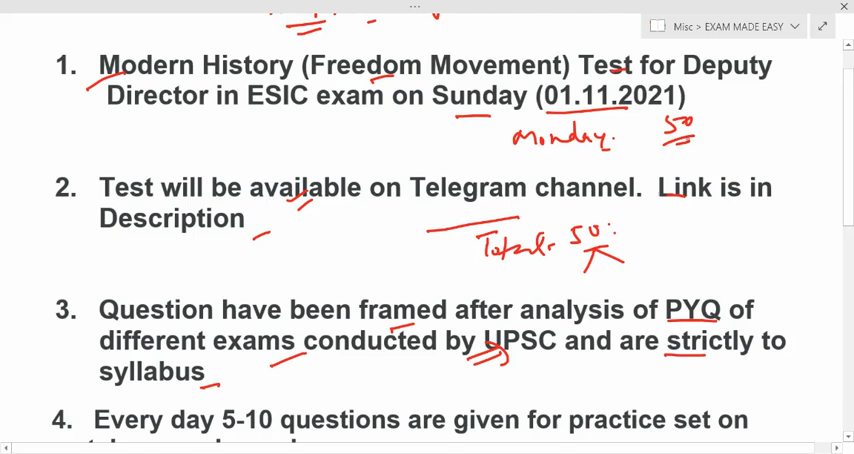 Misc > EXAM MADE EASY
1. Modern History (Freedom Movement) Test for Deputy
Director in ESIC exam on Sunday (01.11.2021)
Monday. 50
2. Test will be available on Telegram channel. Link is in
Description
Total- 50:
3. Question have been framed after analysis of PYQ of
different exams conducted by UPSC and are strictly to
syllabus
4. Every day 5-10 questions are given for practice set on